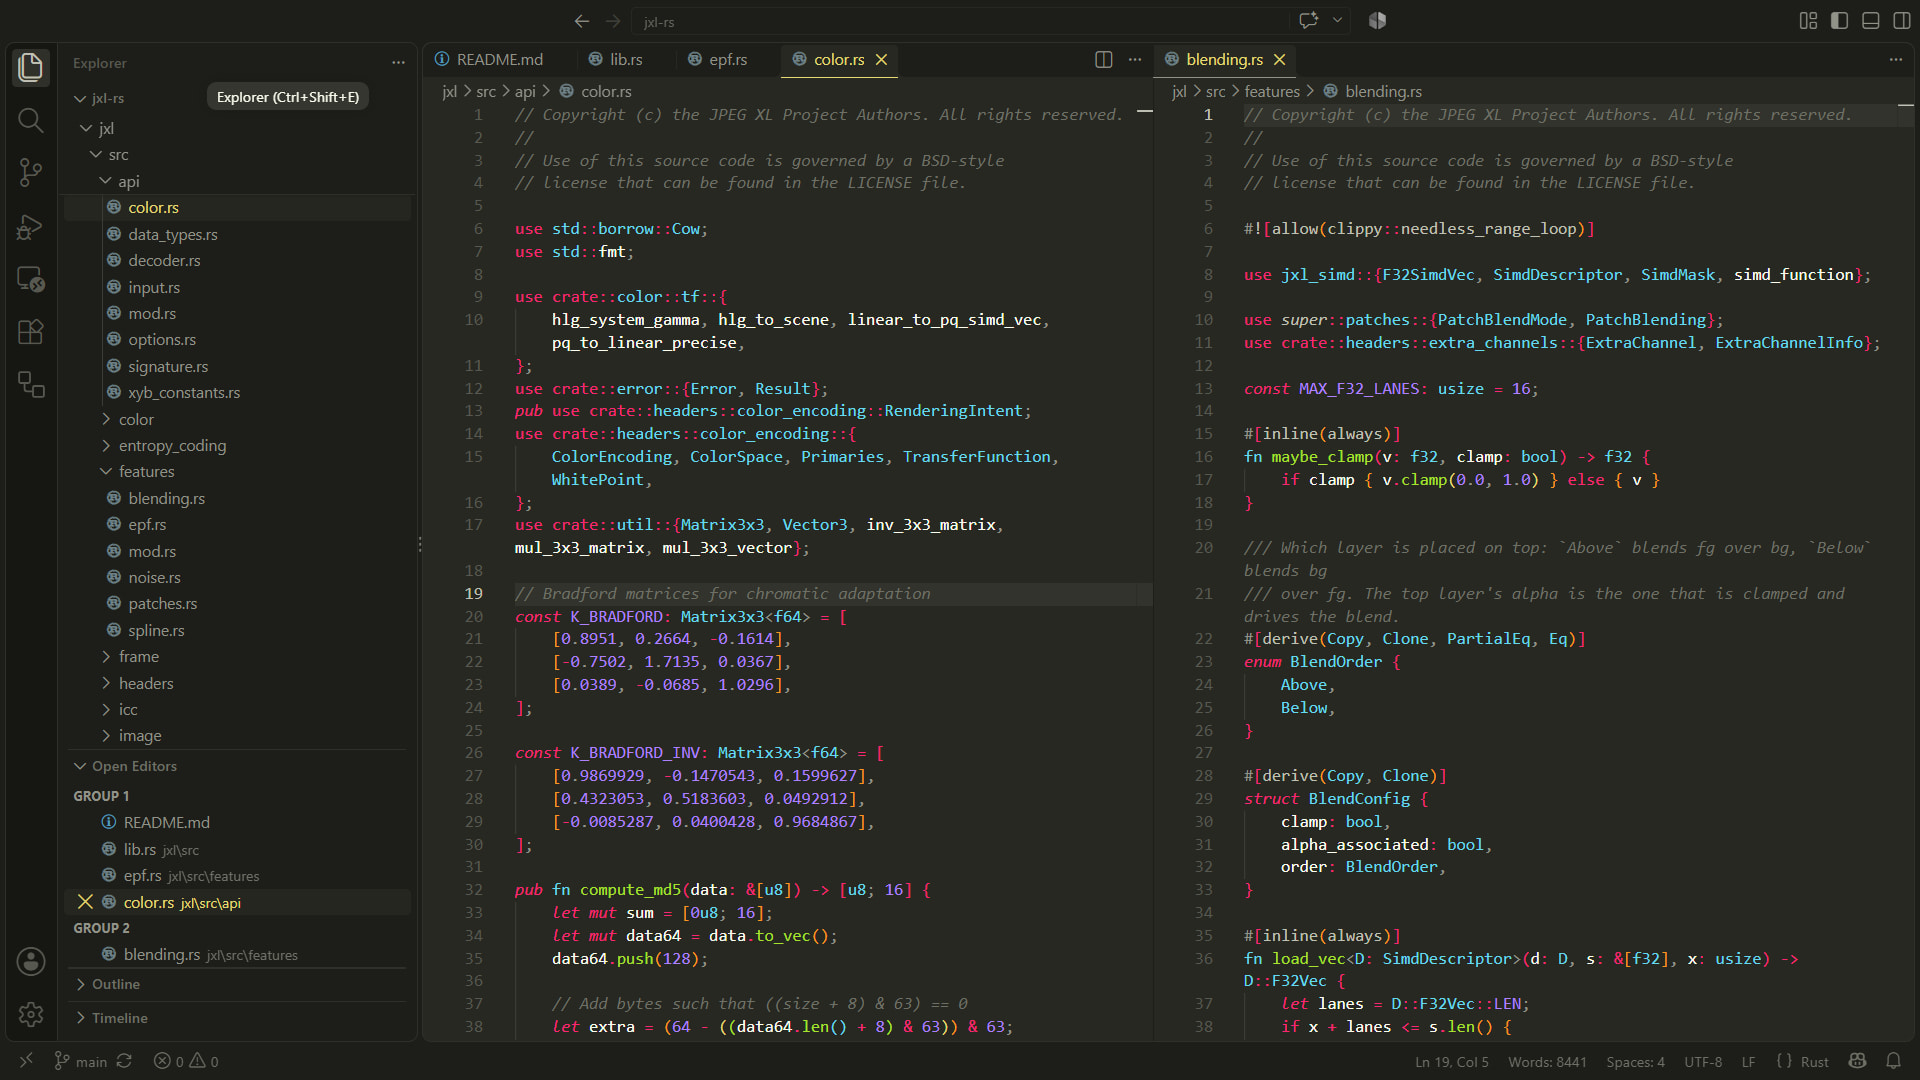 jxl-rs
Explorer
jxl-rs
Explorer (Ctrl+Shift+E)
jxl
src
api
color.rs
data_types.rs
decoder.rs
input.rs
mod.rs
options.rs
signature.rs
xyb_constants.rs
color
entropy_coding
features
blending.rs
epf.rs
mod.rs
noise.rs
patches.rs
spline.rs
frame
headers
icc
image
Open Editors
GROUP 1
README.md
lib.rs jxl\src
epf.rs jxl\src\features
color.rs jxl\src\api
GROUP 2
blending.rs jxl\src\features
Outline
Timeline
README.md lib.rs epf.rs color.rs
jxl > src > api > color.rs
1 // Copyright (c) the JPEG XL Project Authors. All rights reserved.
2 //
3 // Use of this source code is governed by a BSD-style
4 // license that can be found in the LICENSE file.
5
6 use std::borrow::Cow;
7 use std::fmt;
8
9 use crate::color::tf::{
10 hlg_system_gamma, hlg_to_scene, linear_to_pq_simd_vec,
pq_to_linear_precise,
11 };
12 use crate::error::{Error, Result};
13 pub use crate::headers::color_encoding::RenderingIntent;
14 use crate::headers::color_encoding::{
15 ColorEncoding, ColorSpace, Primaries, TransferFunction,
WhitePoint,
16 };
17 use crate::util::{Matrix3x3, Vector3, inv_3x3_matrix,
mul_3x3_matrix, mul_3x3_vector};
18
19 // Bradford matrices for chromatic adaptation
20 const K_BRADFORD: Matrix3x3<f64> = [
21 [0.8951, 0.2664, -0.1614],
22 [-0.7502, 1.7135, 0.0367],
23 [0.0389, -0.0685, 1.0296],
24 ];
25
26 const K_BRADFORD_INV: Matrix3x3<f64> = [
27 [0.9869929, -0.1470543, 0.1599627],
28 [0.4323053, 0.5183603, 0.0492912],
29 [-0.0085287, 0.0400428, 0.9684867],
30 ];
31
32 pub fn compute_md5(data: &[u8]) -> [u8; 16] {
33 let mut sum = [0u8; 16];
34 let mut data64 = data.to_vec();
35 data64.push(128);
36
37 // Add bytes such that ((size + 8) & 63) == 0
38 let extra = (64 - ((data64.len() + 8) & 63)) & 63;
blending.rs
jxl > src > features > blending.rs
1 // Copyright (c) the JPEG XL Project Authors. All rights reserved.
2 //
3 // Use of this source code is governed by a BSD-style
4 // license that can be found in the LICENSE file.
5
6 #![allow(clippy::needless_range_loop)]
7
8 use jxl_simd::{F32SimdVec, SimdDescriptor, SimdMask, simd_function};
9
10 use super::patches::{PatchBlendMode, PatchBlending};
11 use crate::headers::extra_channels::{ExtraChannel, ExtraChannelInfo};
12
13 const MAX_F32_LANES: usize = 16;
14
15 #[inline(always)]
16 fn maybe_clamp(v: f32, clamp: bool) -> f32 {
17 if clamp { v.clamp(0.0, 1.0) } else { v }
18 }
19
20 /// Which layer is placed on top: `Above` blends fg over bg, `Below`
blends bg
21 /// over fg. The top layer's alpha is the one that is clamped and
drives the blend.
22 #[derive(Copy, Clone, PartialEq, Eq)]
23 enum BlendOrder {
24 Above,
25 Below,
26 }
27
28 #[derive(Copy, Clone)]
29 struct BlendConfig {
30 clamp: bool,
31 alpha_associated: bool,
32 order: BlendOrder,
33 }
34
35 #[inline(always)]
36 fn load_vec<D: SimdDescriptor>(d: D, s: &[f32], x: usize) ->
D::F32Vec {
37 let lanes = D::F32Vec::LEN;
38 if x + lanes <= s.len() {
main 0 0 Ln 19, Col 5 Words: 8441 Spaces: 4 UTF-8 LF {} Rust